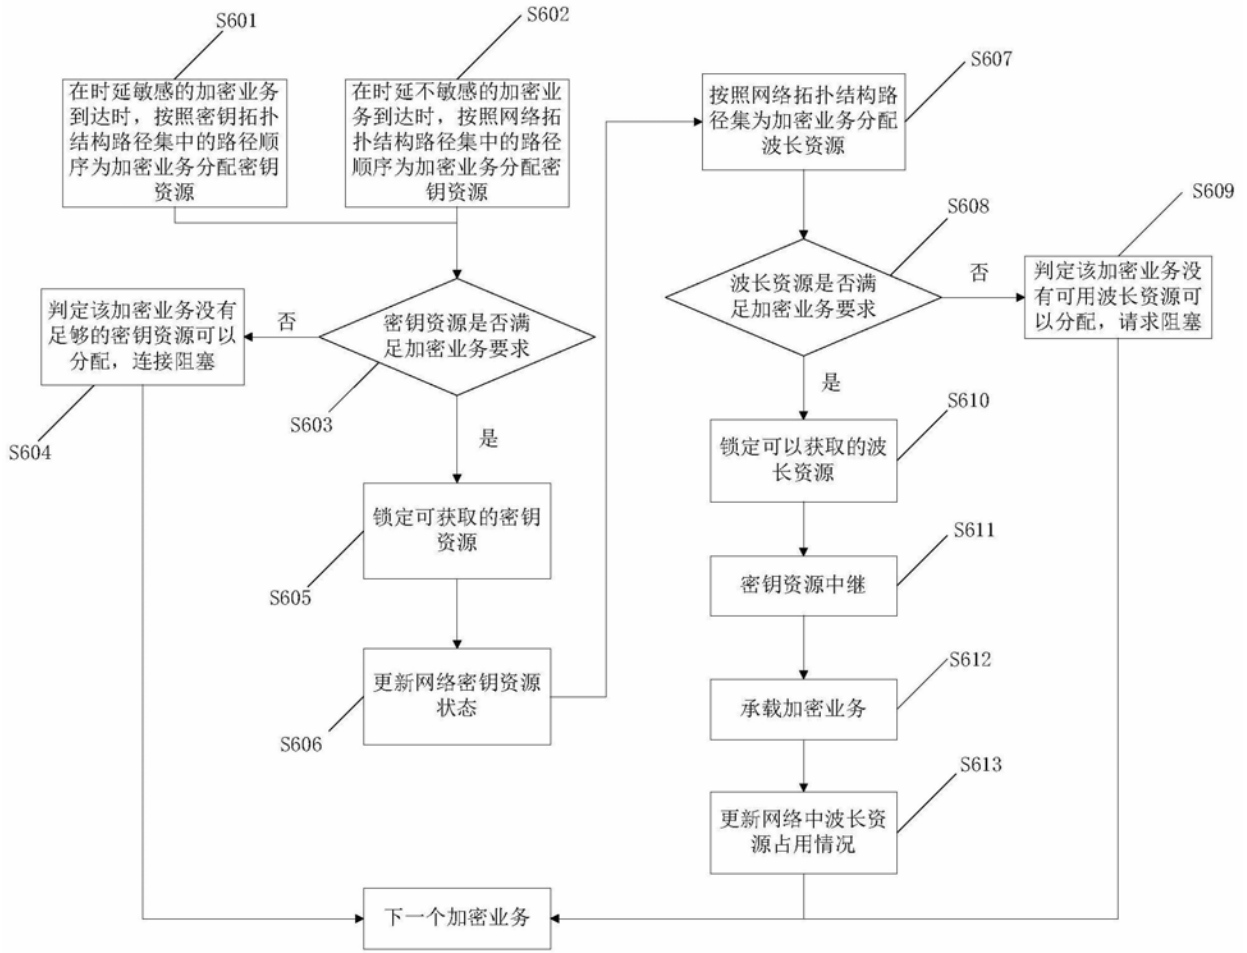 S601
在时延敏感的加密业务
到达时，按照密钥拓扑
结构路径集中的路径顺
序为加密业务分配密钥
资源
S602
在时延不敏感的加密业
务到达时，按照网络拓
扑结构路径集中的路径
顺序为加密业务分配密
钥资源
密钥资源是否满
足加密业务要求
S603
否
判定该加密业务没有
足够的密钥资源可以
分配，连接阻塞
S604
是
锁定可获取的密钥
资源
S605
更新网络密钥资源
状态
S606
S607
按照网络拓扑结构路
径集为加密业务分配
波长资源
S608
波长资源是否满
足加密业务要求
否
S609
判定该加密业务没
有可用波长资源可
以分配，请求阻塞
是
S610
锁定可以获取的波
长资源
S611
密钥资源中继
S612
承载加密业务
S613
更新网络中波长资
源占用情况
下一个加密业务